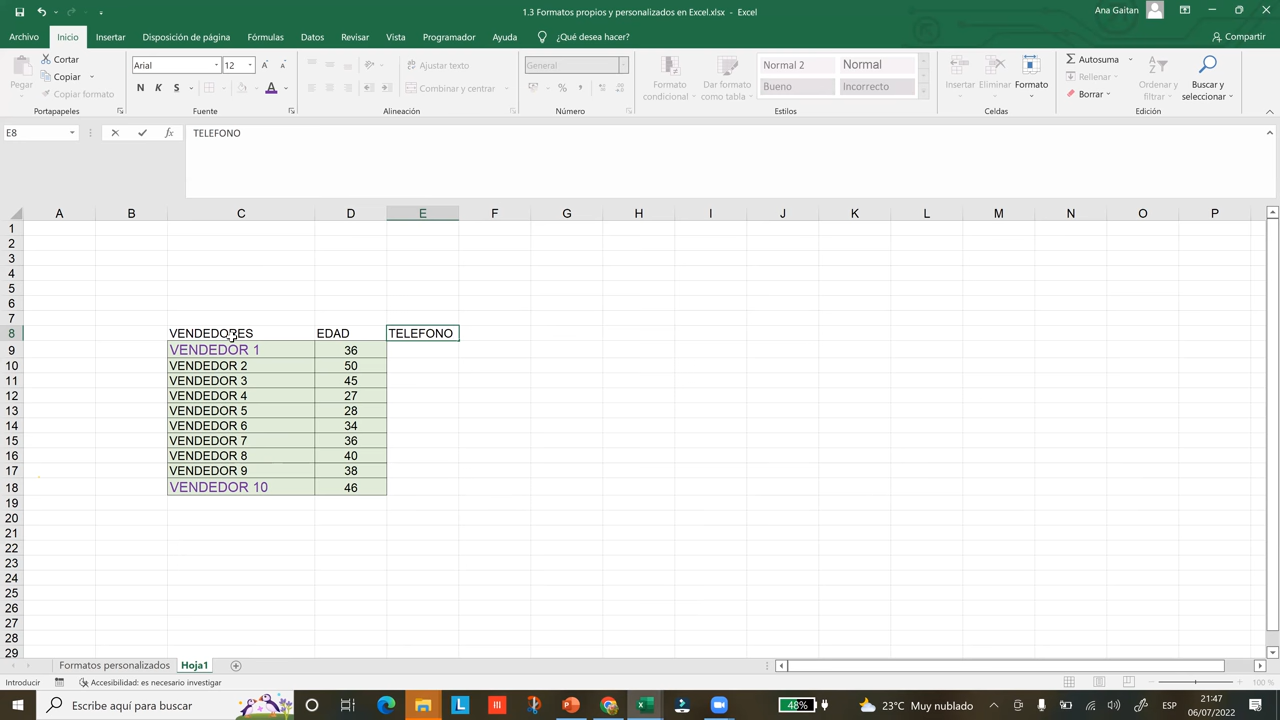 1.3 Formatos propios y personalizados en Excel.xlsx - Excel
Ana Gaitan
Archivo Inicio Insertar Disposición de página Fórmulas Datos Revisar Vista Programador Ayuda ¿Qué desea hacer? Compartir
Pegar
Cortar
Copiar
Copiar formato
Portapapeles
Arial 12
N K S
Fuente
Ajustar texto
Combinar y centrar
Alineación
General
Número
Formato condicional
Dar formato como tabla
Normal 2 Normal
Bueno Incorrecto
Estilos
Insertar Eliminar Formato
Celdas
Autosuma
Rellenar
Borrar
Ordenar y filtrar
Buscar y seleccionar
Edición
E8 fx TELEFONO
A B C D E F G H I J K L M N O P
1
2
3
4
5
6
7
8 VENDEDORES EDAD TELEFONO
9 VENDEDOR 1 36
10 VENDEDOR 2 50
11 VENDEDOR 3 45
12 VENDEDOR 4 27
13 VENDEDOR 5 28
14 VENDEDOR 6 34
15 VENDEDOR 7 36
16 VENDEDOR 8 40
17 VENDEDOR 9 38
18 VENDEDOR 10 46
19
20
21
22
23
24
25
26
27
28
29
Formatos personalizados Hoja1
Introducir Accesibilidad: es necesario investigar 100 %
Escribe aquí para buscar 48% 23°C Muy nublado ESP 21:47
06/07/2022